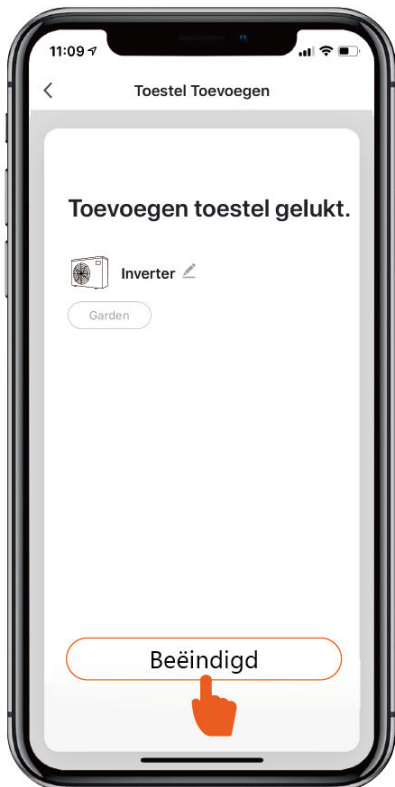 11:09
Toestel Toevoegen
Toevoegen toestel gelukt.
Inverter
Garden
Beëindigd